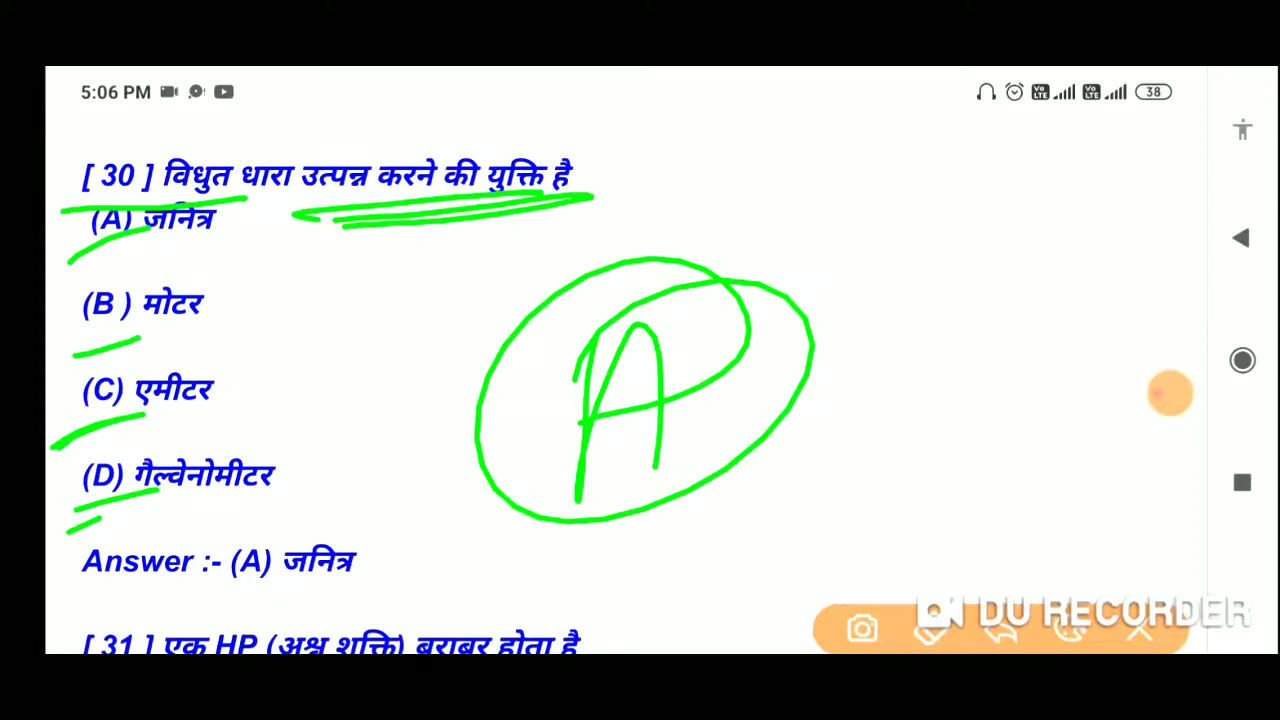 5:06 PM
38
[ 30 ] विधुत धारा उत्पन्न करने की युक्ति है
(A) जनित्र
(B ) मोटर
A
(C) एमीटर
(D) गैल्वेनोमीटर
Answer :- (A) जनित्र
DU RECORDER
[ 31 ] एक HP (अश्व शक्ति) बराबर होता है